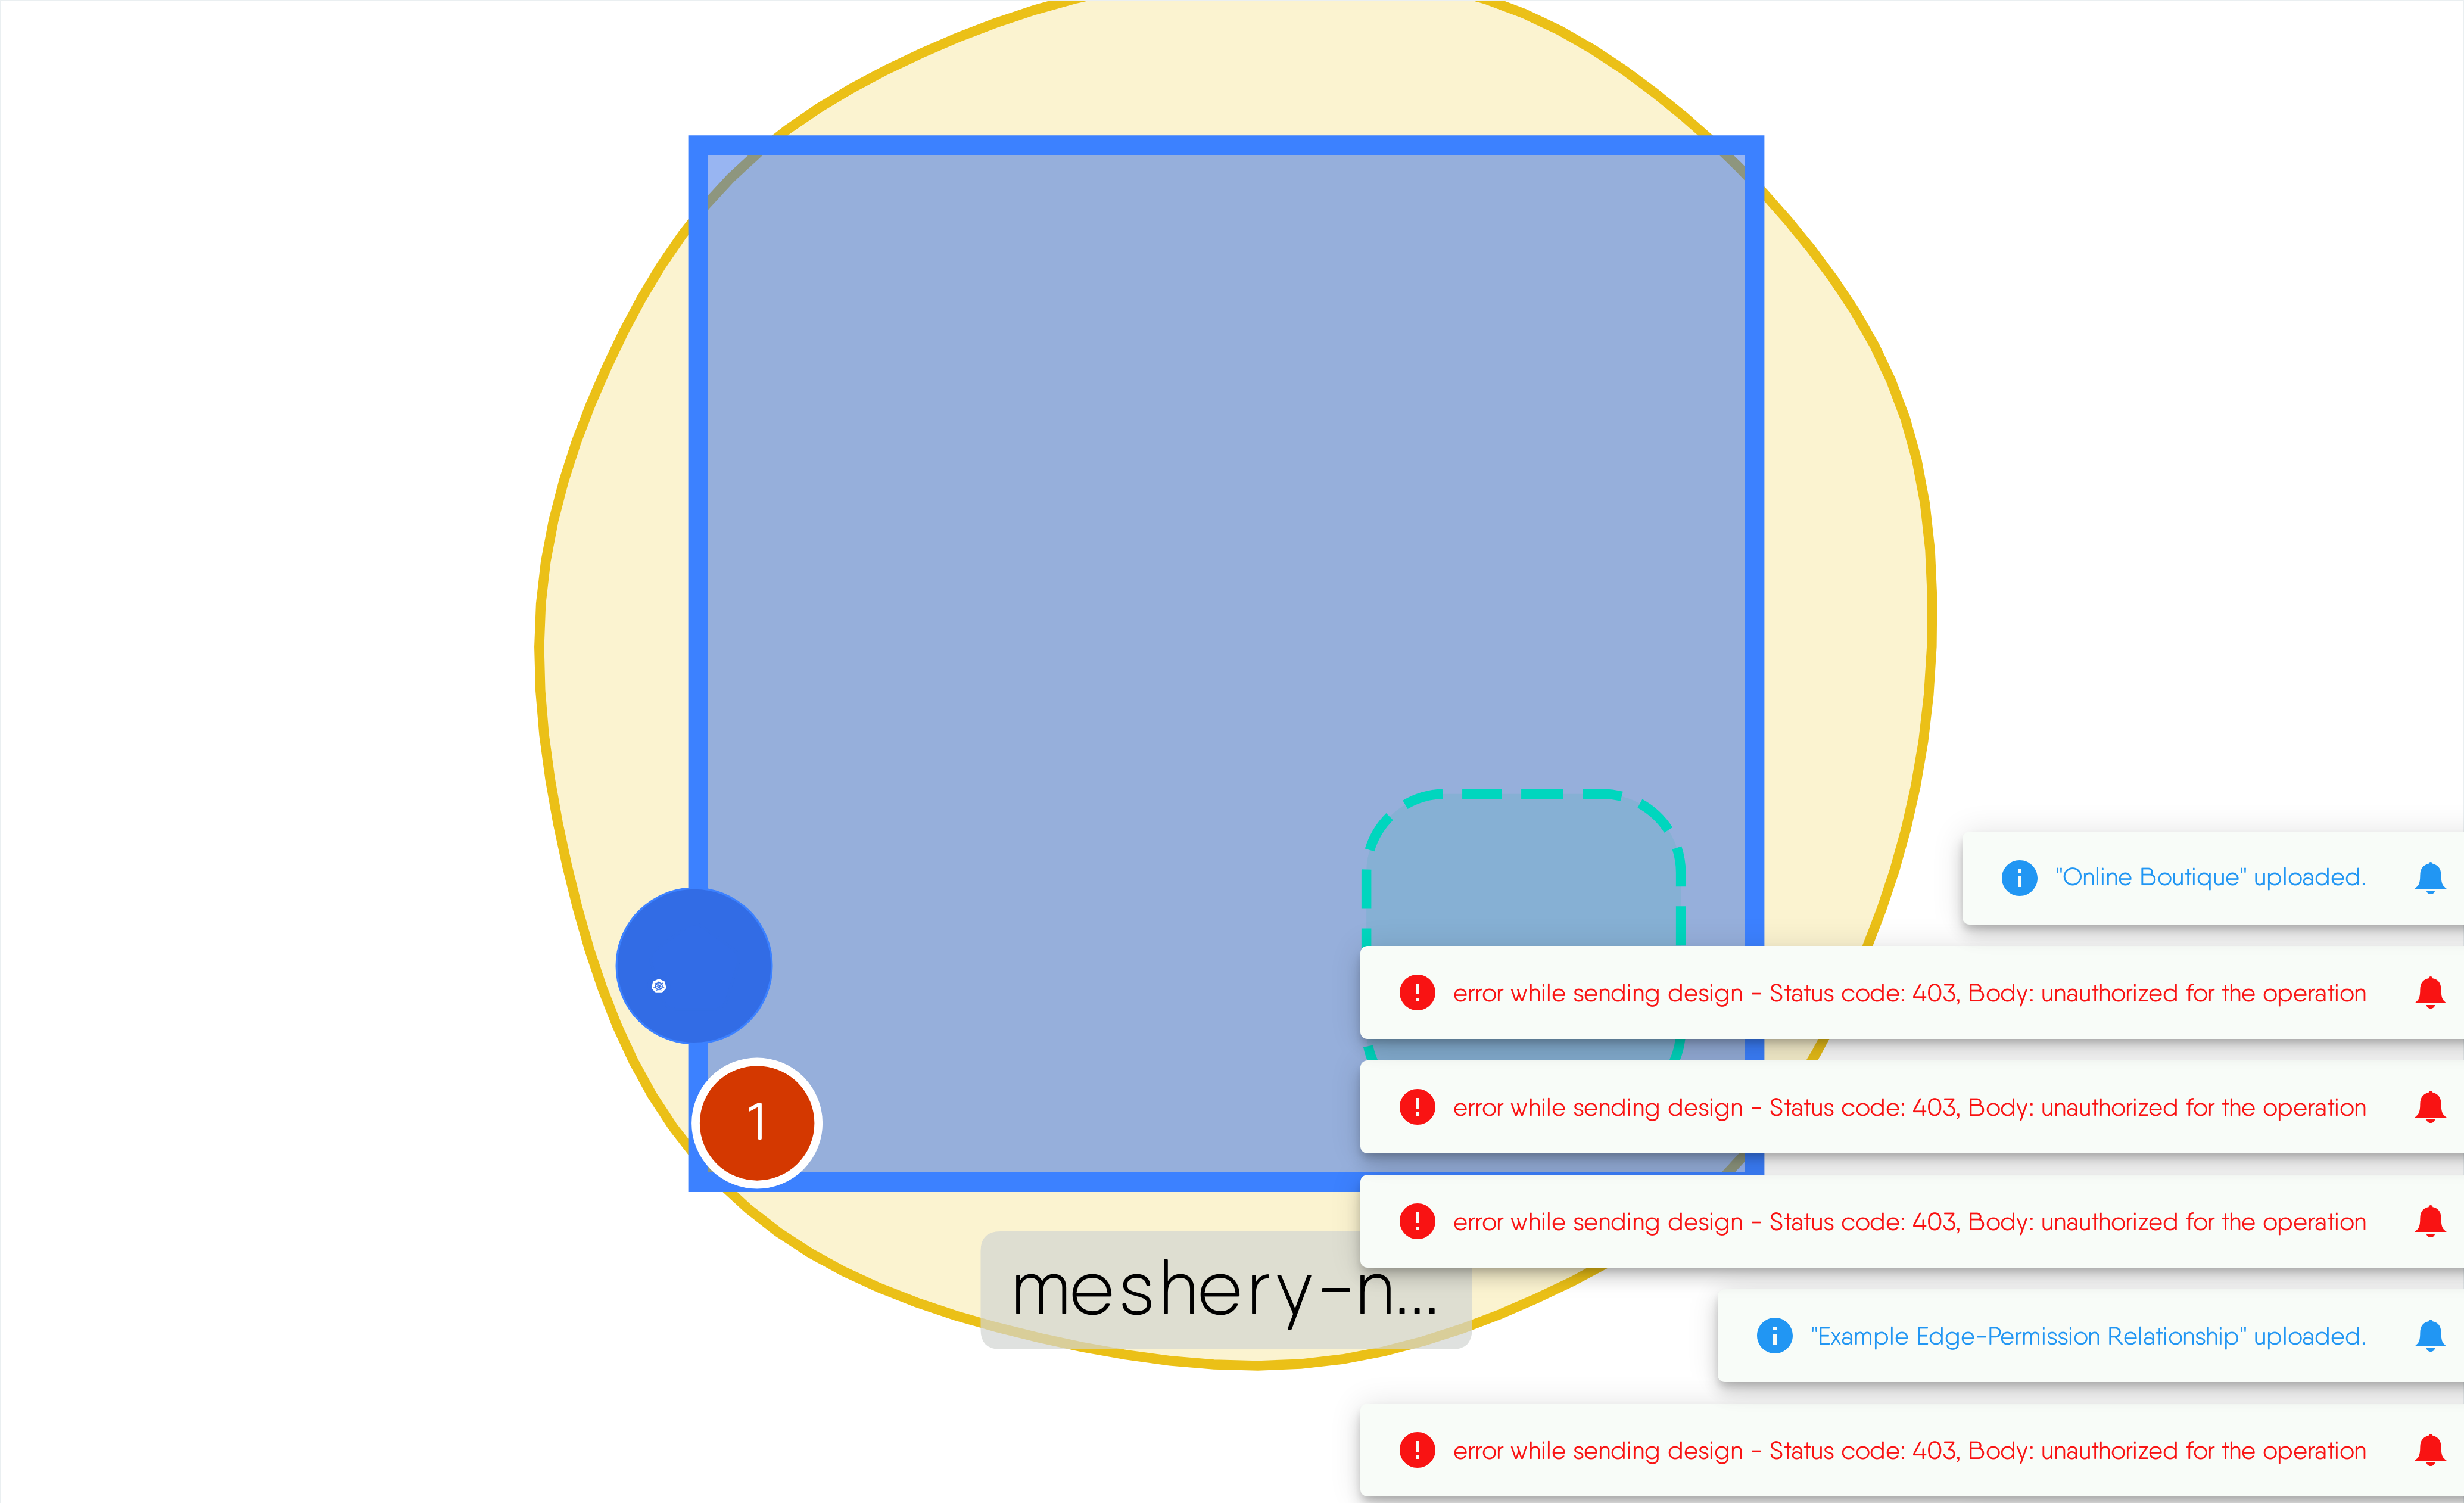 "Online Boutique" uploaded.
error while sending design - Status code: 403, Body: unauthorized for the operation
error while sending design - Status code: 403, Body: unauthorized for the operation
1
error while sending design - Status code: 403, Body: unauthorized for the operation
meshery-n...
"Example Edge-Permission Relationship" uploaded.
error while sending design - Status code: 403, Body: unauthorized for the operation